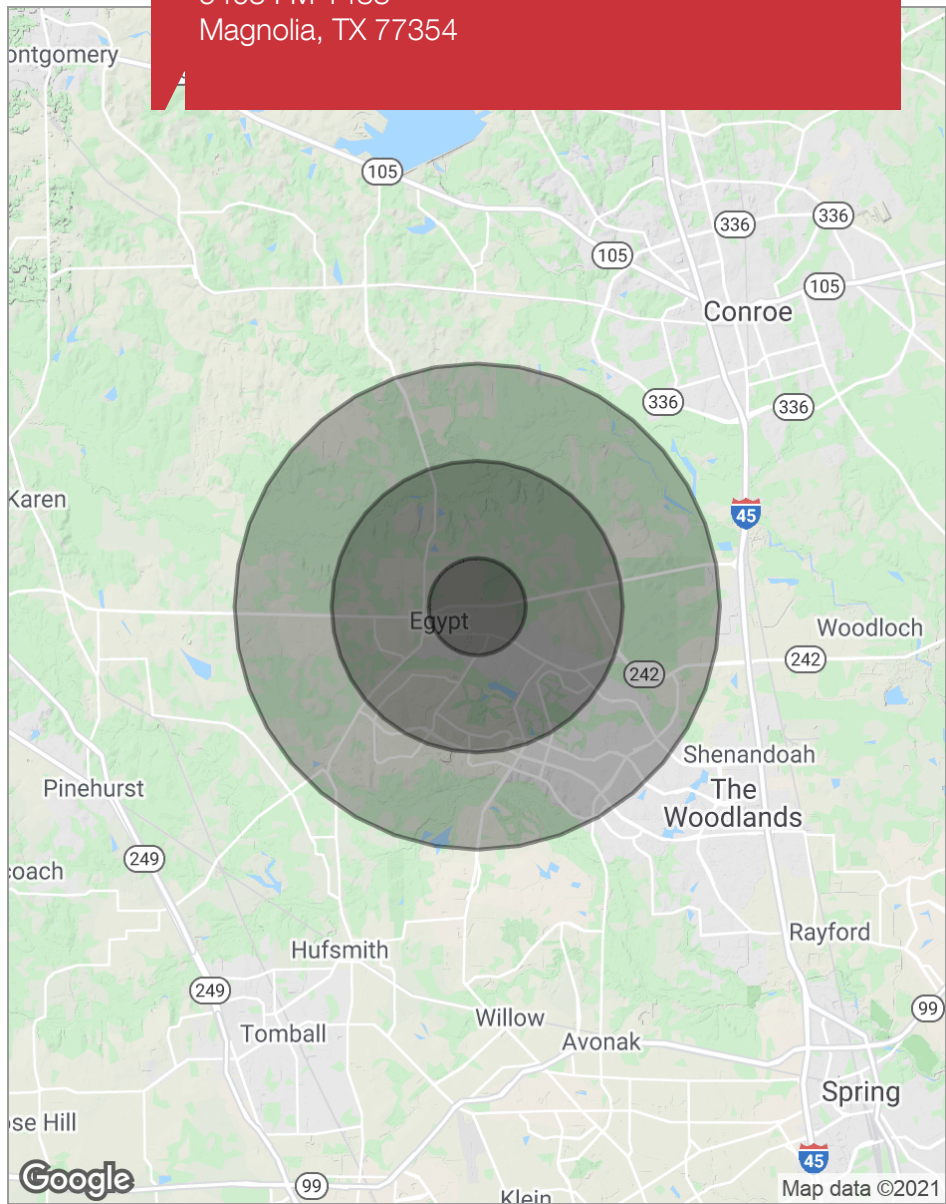 Magnolia, TX 77354
ontgomery
105
336
336
105
105
Conroe
336
336
Karen
45
Egypt
Woodloch
242
242
Shenandoah
Pinehurst
The
Woodlands
249
coach
Rayford
Hufsmith
249
99
Willow
Tomball
Avonak
Spring
ose Hill
45
Google
99
Klein
Map data ©2021